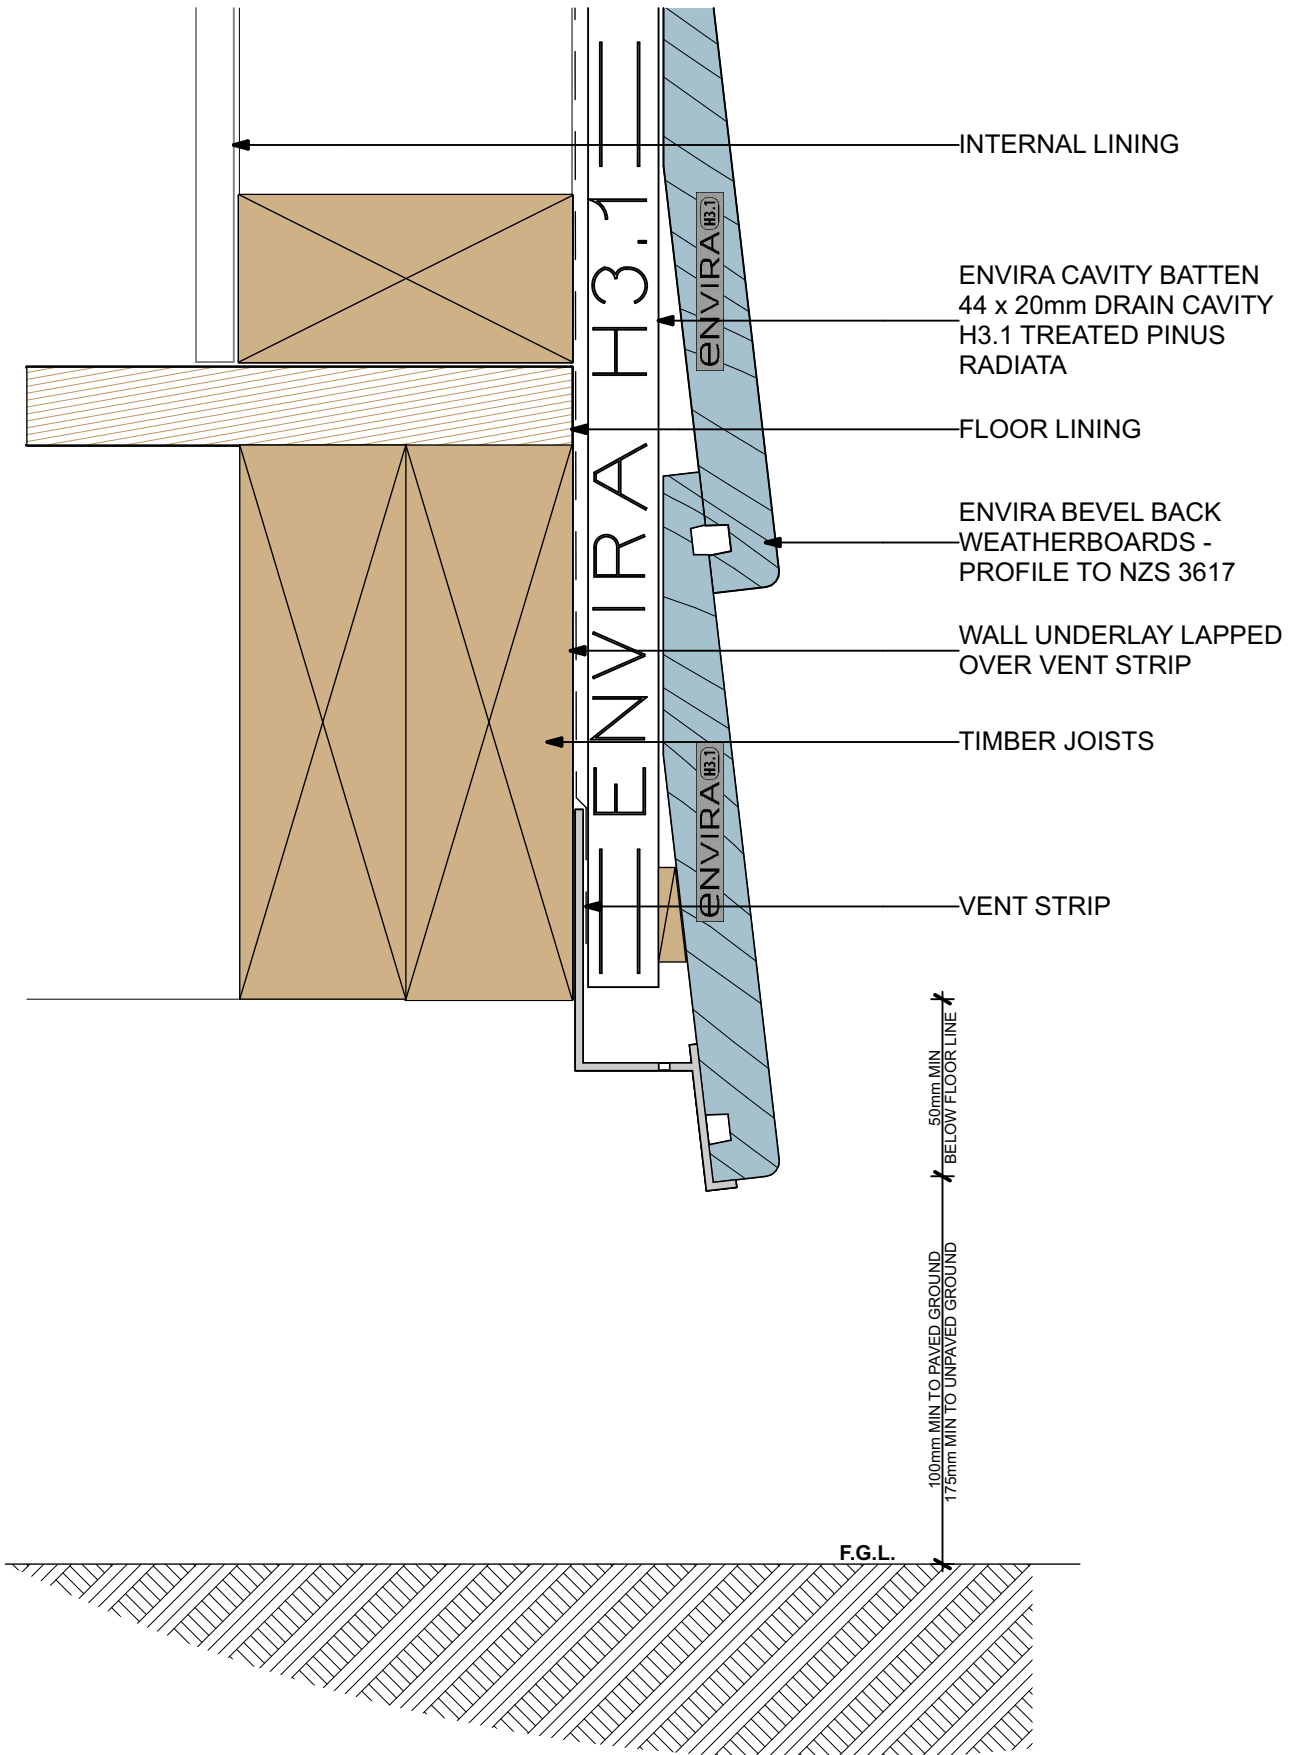 INTERNAL LINING
ENVIRA CAVITY BATTEN
44 x 20mm DRAIN CAVITY
H3.1 TREATED PINUS
RADIATA
FLOOR LINING
ENVIRA BEVEL BACK
WEATHERBOARDS -
PROFILE TO NZS 3617
WALL UNDERLAY LAPPED
OVER VENT STRIP
TIMBER JOISTS
VENT STRIP
ENVIRA H3.1
eNVIRA H3.1
eNVIRA H3.1
50mm MIN
BELOW FLOOR LINE
100mm MIN TO PAVED GROUND
175mm MIN TO UNPAVED GROUND
F.G.L.